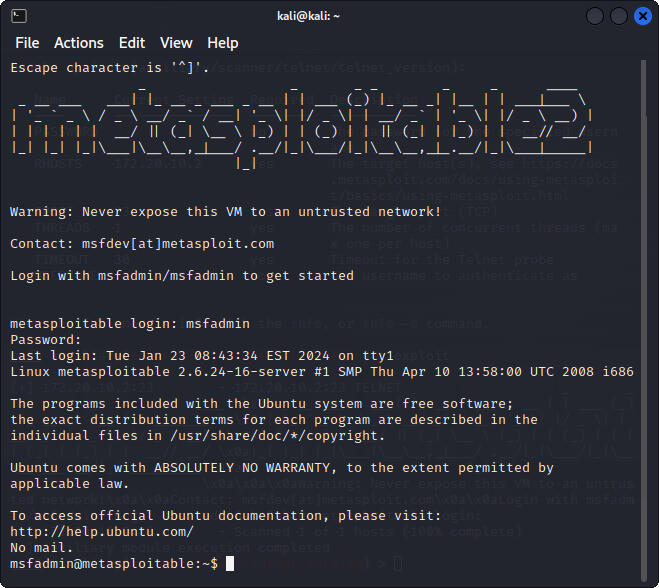 kali@kali: ~
File Actions Edit View Help
Escape character is '^]'.
metasploitable2
Warning: Never expose this VM to an untrusted network!
Contact: msfdev[at]metasploit.com
Login with msfadmin/msfadmin to get started
metasploitable login: msfadmin
Password:
Last login: Tue Jan 23 08:43:34 EST 2024 on tty1
Linux metasploitable 2.6.24-16-server #1 SMP Thu Apr 10 13:58:00 UTC 2008 i686
The programs included with the Ubuntu system are free software;
the exact distribution terms for each program are described in the
individual files in /usr/share/doc/*/copyright.
Ubuntu comes with ABSOLUTELY NO WARRANTY, to the extent permitted by
applicable law.
To access official Ubuntu documentation, please visit:
http://help.ubuntu.com/
No mail.
msfadmin@metasploitable:~$